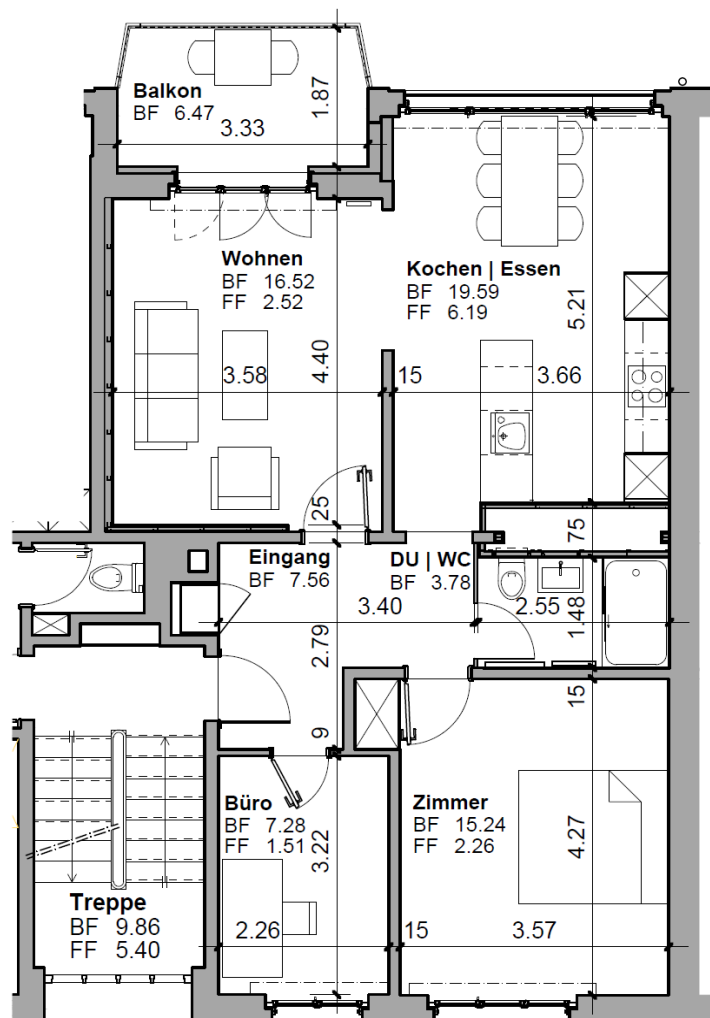 Balkon
BF 6.47
3.33
1.87
Wohnen
BF 16.52
FF 2.52
Kochen | Essen
BF 19.59
FF 6.19
5.21
3.58
4.40
15
3.66
25
75
Eingang
BF 7.56
DU | WC
BF 3.78
3.40
2.55
1.48
2.79
15
9
Büro
BF 7.28
FF 1.51
3.22
Zimmer
BF 15.24
FF 2.26
4.27
Treppe
BF 9.86
FF 5.40
2.26
15
3.57